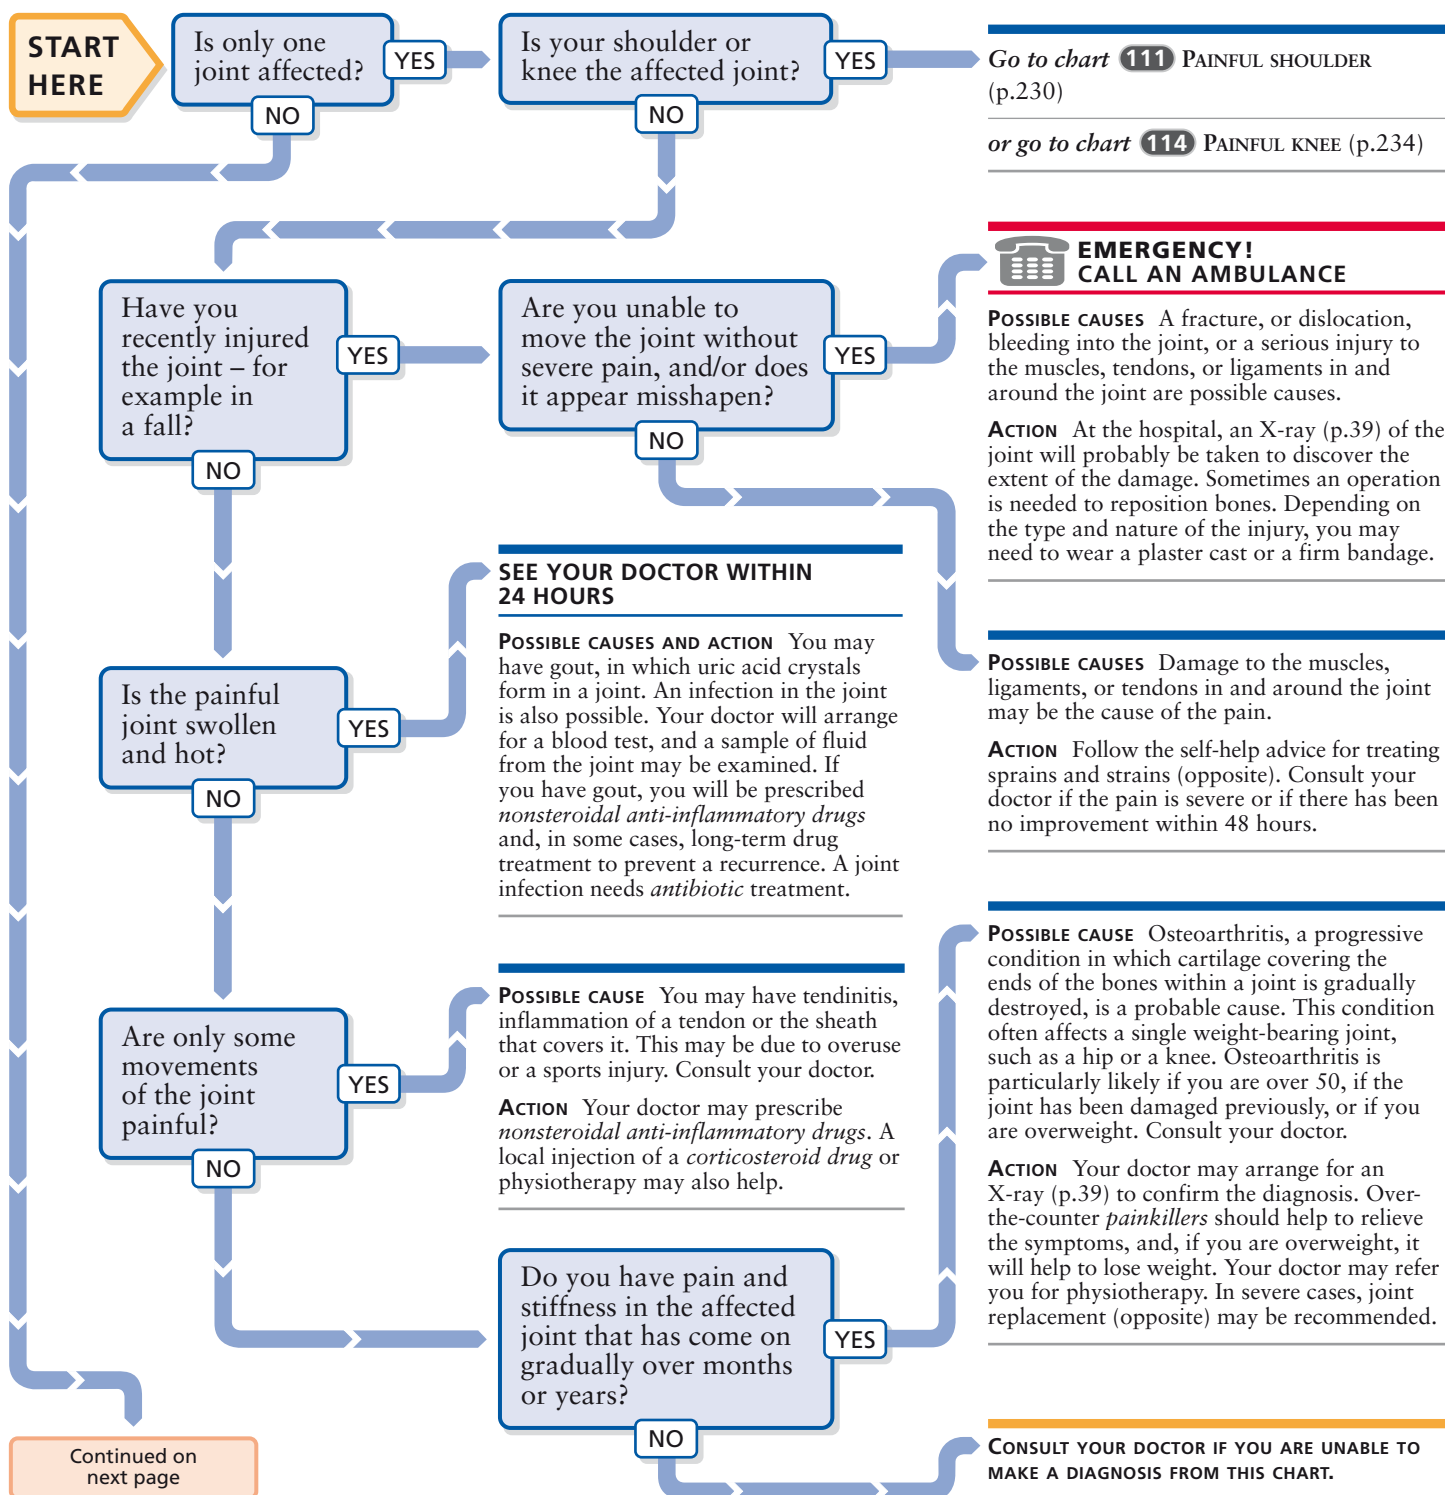 START
HERE
Is only one
joint affected?
YES
NO
Is your shoulder or
knee the affected joint?
YES
NO
Go to chart 111 PAINFUL SHOULDER
(p.230)
or go to chart 114 PAINFUL KNEE (p.234)
Have you
recently injured
the joint – for
example in
a fall?
YES
NO
Are you unable to
move the joint without
severe pain, and/or does
it appear misshapen?
YES
NO
EMERGENCY!
CALL AN AMBULANCE
POSSIBLE CAUSES A fracture, or dislocation,
bleeding into the joint, or a serious injury to
the muscles, tendons, or ligaments in and
around the joint are possible causes.
ACTION At the hospital, an X-ray (p.39) of the
joint will probably be taken to discover the
extent of the damage. Sometimes an operation
is needed to reposition bones. Depending on
the type and nature of the injury, you may
need to wear a plaster cast or a firm bandage.
POSSIBLE CAUSES Damage to the muscles,
ligaments, or tendons in and around the joint
may be the cause of the pain.
ACTION Follow the self-help advice for treating
sprains and strains (opposite). Consult your
doctor if the pain is severe or if there has been
no improvement within 48 hours.
Is the painful
joint swollen
and hot?
YES
NO
SEE YOUR DOCTOR WITHIN
24 HOURS
POSSIBLE CAUSES AND ACTION You may
have gout, in which uric acid crystals
form in a joint. An infection in the joint
is also possible. Your doctor will arrange
for a blood test, and a sample of fluid
from the joint may be examined. If
you have gout, you will be prescribed
nonsteroidal anti-inflammatory drugs
and, in some cases, long-term drug
treatment to prevent a recurrence. A joint
infection needs antibiotic treatment.
Are only some
movements
of the joint
painful?
YES
NO
POSSIBLE CAUSE You may have tendinitis,
inflammation of a tendon or the sheath
that covers it. This may be due to overuse
or a sports injury. Consult your doctor.
ACTION Your doctor may prescribe
nonsteroidal anti-inflammatory drugs. A
local injection of a corticosteroid drug or
physiotherapy may also help.
Do you have pain and
stiffness in the affected
joint that has come on
gradually over months
or years?
YES
NO
POSSIBLE CAUSE Osteoarthritis, a progressive
condition in which cartilage covering the
ends of the bones within a joint is gradually
destroyed, is a probable cause. This condition
often affects a single weight-bearing joint,
such as a hip or a knee. Osteoarthritis is
particularly likely if you are over 50, if the
joint has been damaged previously, or if you
are overweight. Consult your doctor.
ACTION Your doctor may arrange for an
X-ray (p.39) to confirm the diagnosis. Over-
the-counter painkillers should help to relieve
the symptoms, and, if you are overweight, it
will help to lose weight. Your doctor may refer
you for physiotherapy. In severe cases, joint
replacement (opposite) may be recommended.
CONSULT YOUR DOCTOR IF YOU ARE UNABLE TO
MAKE A DIAGNOSIS FROM THIS CHART.
Continued on
next page